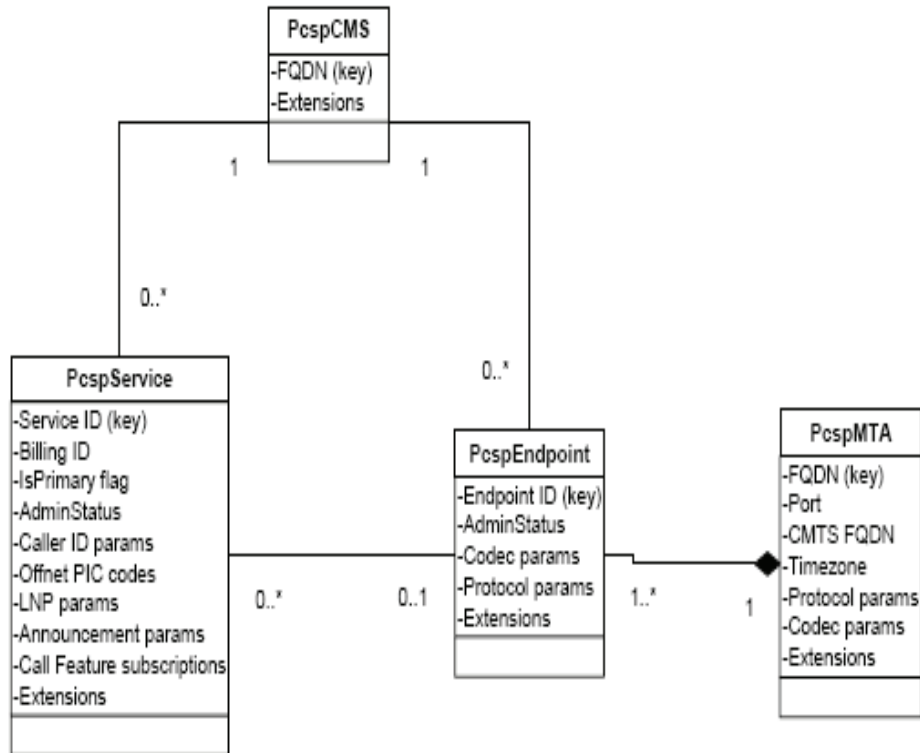 PcspCMS
-FQDN (key)
-Extensions
1
1
0..*
0..*
PcspService
-Service ID (key)
-Billing ID
-IsPrimary flag
-AdminStatus
-Caller ID params
-Offnet PIC codes
-LNP params
-Announcement params
-Call Feature subscriptions
-Extensions
0..*
0..1
PcspEndpoint
-Endpoint ID (key)
-AdminStatus
-Codec params
-Protocol params
-Extensions
1..*
1
PcspMTA
-FQDN (key)
-Port
-CMTS FQDN
-Timezone
-Protocol params
-Codec params
-Extensions